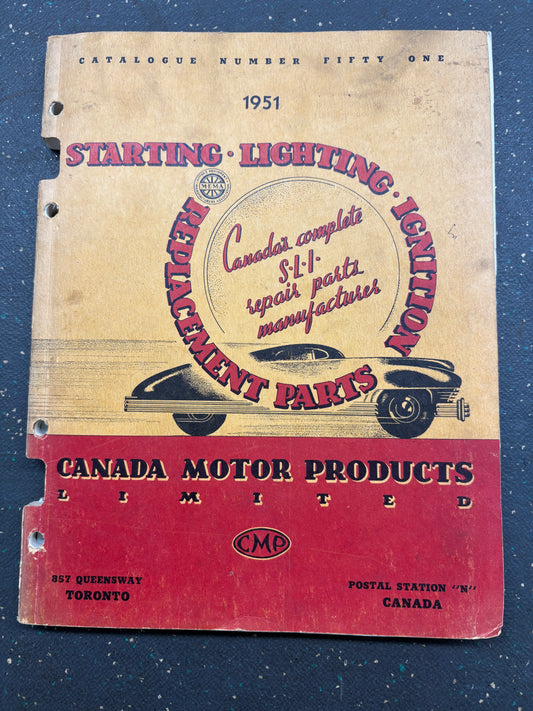 CATALOGUE NUMBER FIFTY ONE
1951
STARTING · LIGHTING · IGNITION
REPLACEMENT PARTS
MEMA
Canada's complete
S·L·I·
repair parts
manufacturer
CANADA MOTOR PRODUCTS
LIMITED
CMP
857 QUEENSWAY
TORONTO
POSTAL STATION "N"
CANADA